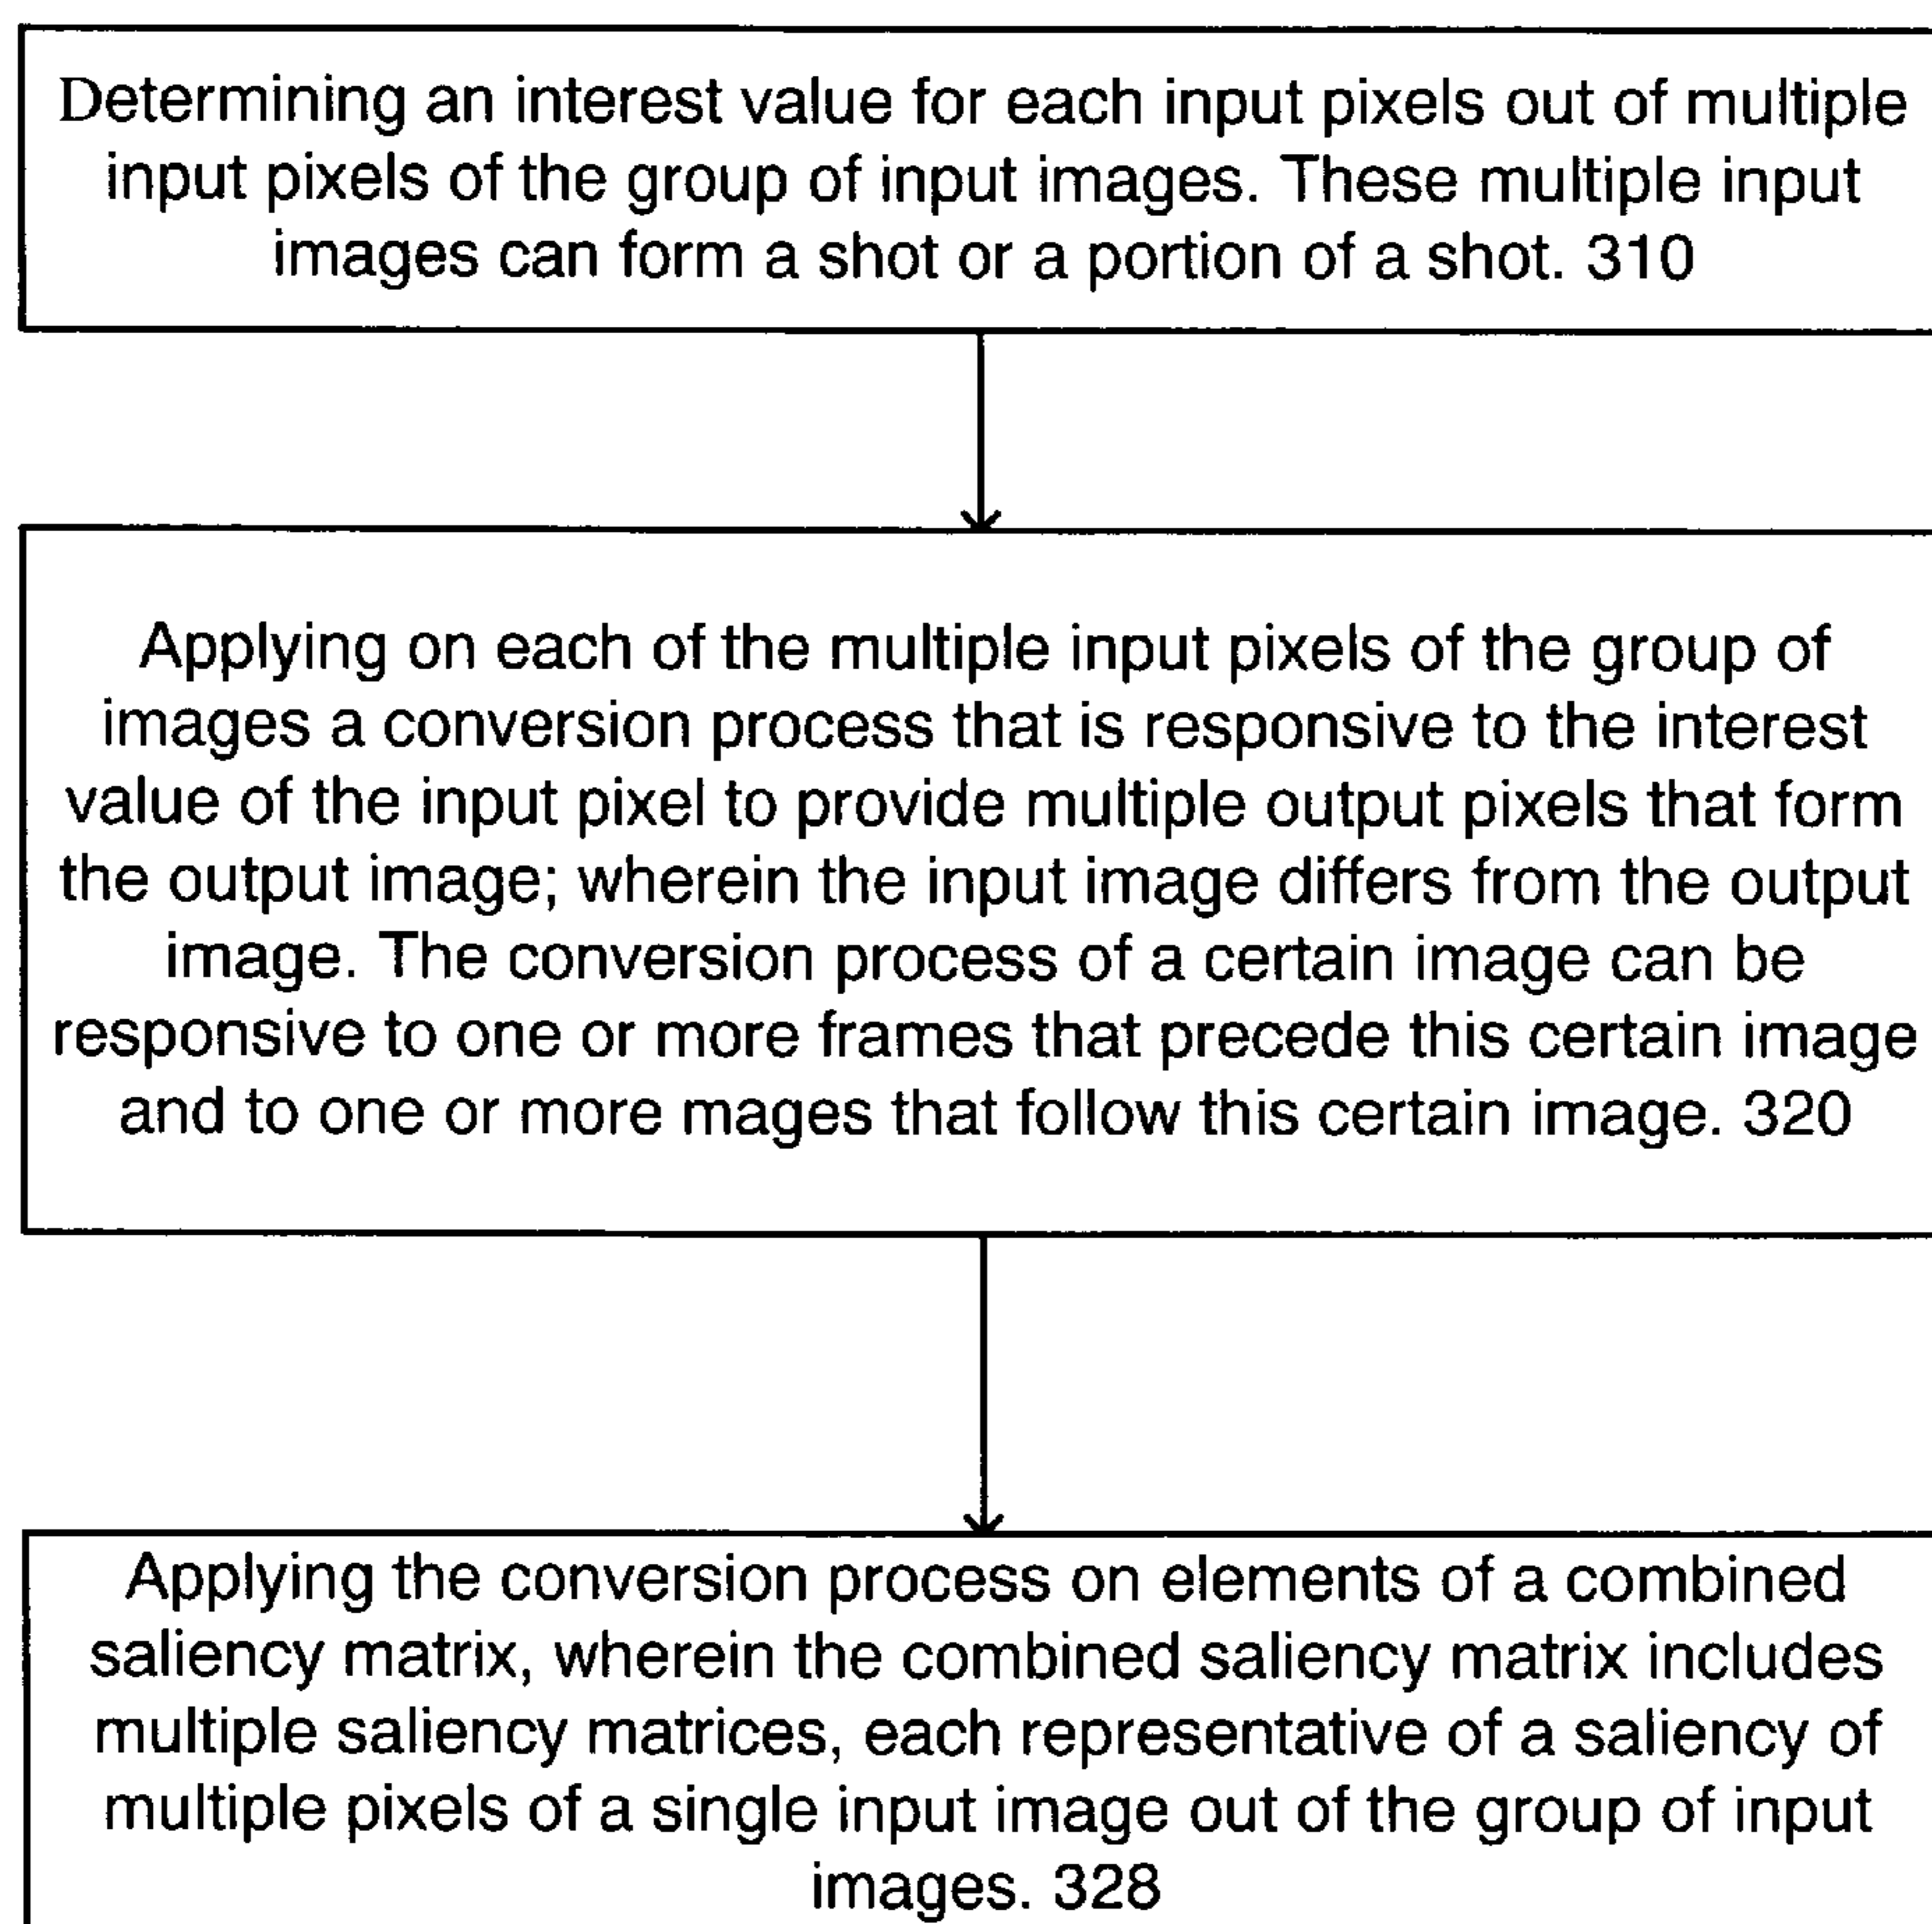 Determining an interest value for each input pixels out of multiple
input pixels of the group of input images. These multiple input
images can form a shot or a portion of a shot. 310
Applying on each of the multiple input pixels of the group of
images a conversion process that is responsive to the interest
value of the input pixel to provide multiple output pixels that form
the output image; wherein the input image differs from the output
image. The conversion process of a certain image can be
responsive to one or more frames that precede this certain image
and to one or more mages that follow this certain image. 320
Applying the conversion process on elements of a combined
saliency matrix, wherein the combined saliency matrix includes
multiple saliency matrices, each representative of a saliency of
multiple pixels of a single input image out of the group of input
images. 328